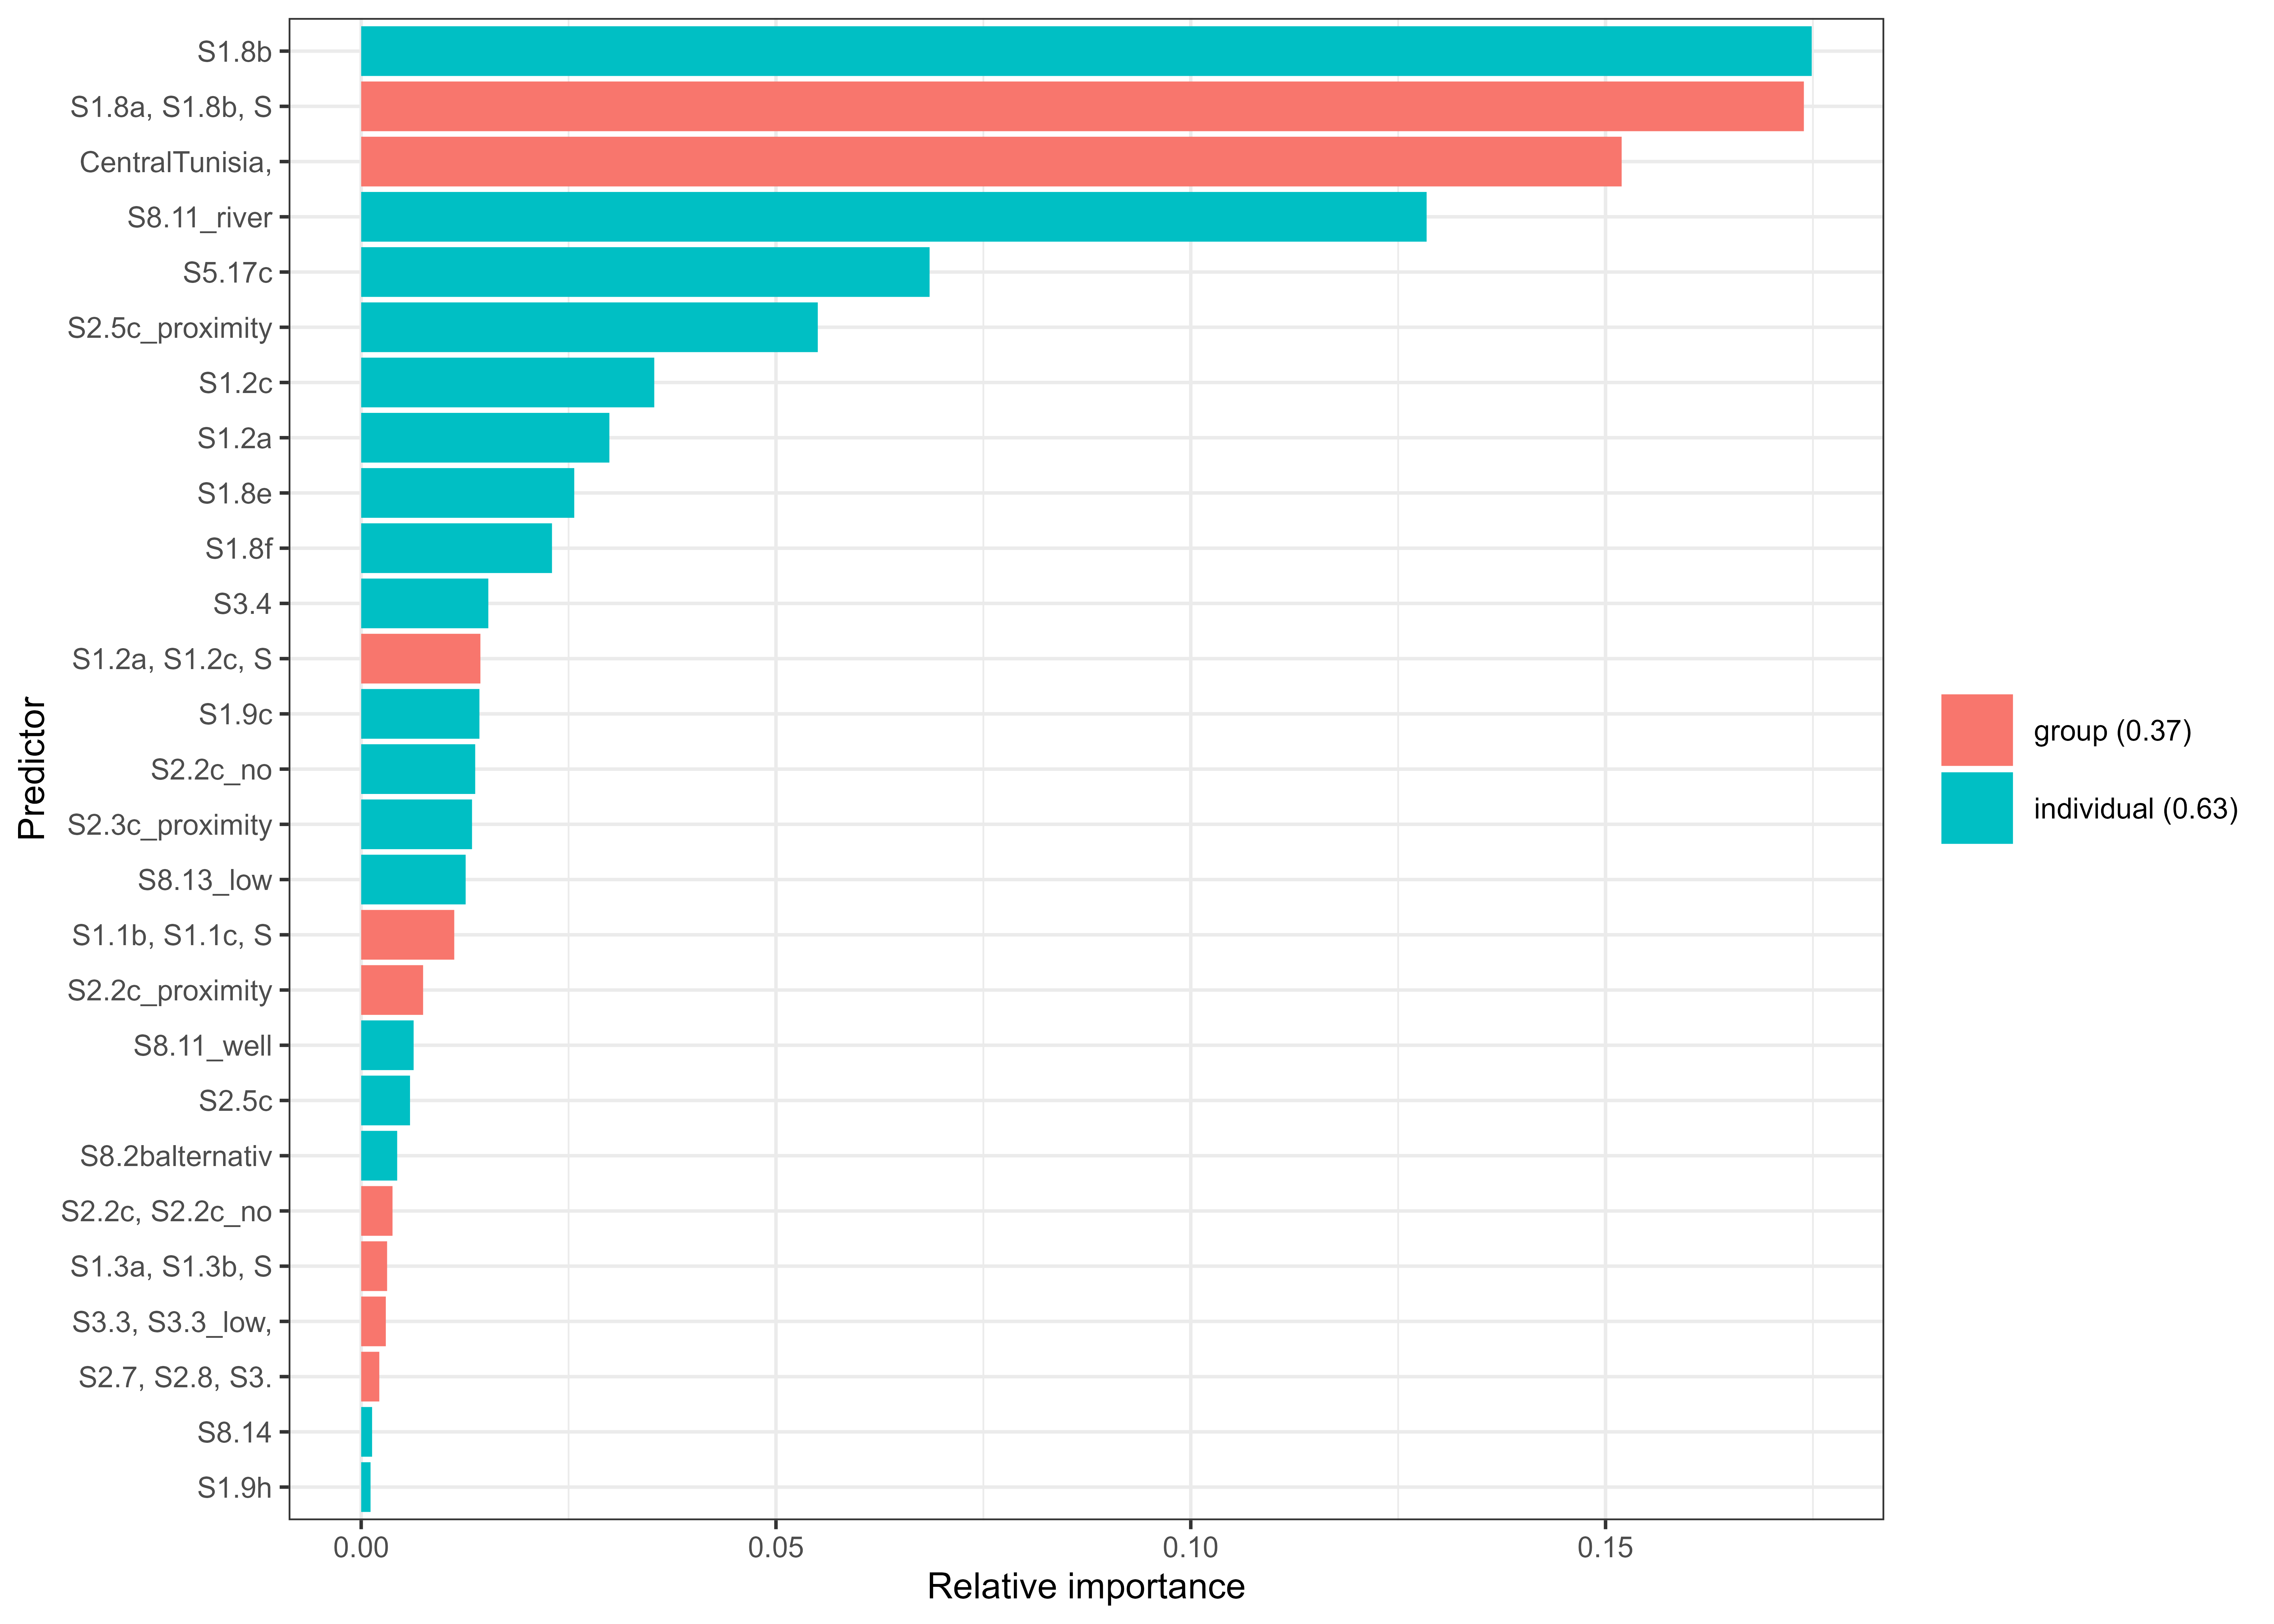 S1.8b
S1.8a, S1.8b, S
CentralTunisia,
S8.11_river
S5.17c
S2.5c_proximity
S1.2c
S1.2a
S1.8e
S1.8f
S3.4
S1.2a, S1.2c, S
S1.9c
S2.2c_no
S2.3c_proximity
S8.13_low
S1.1b, S1.1c, S
S2.2c_proximity
S8.11_well
S2.5c
S8.2balternativ
S2.2c, S2.2c_no
S1.3a, S1.3b, S
S3.3, S3.3_low,
S2.7, S2.8, S3.
S8.14
S1.9h
Predictor
0.00 0.05 0.10 0.15
Relative importance
group (0.37)
individual (0.63)